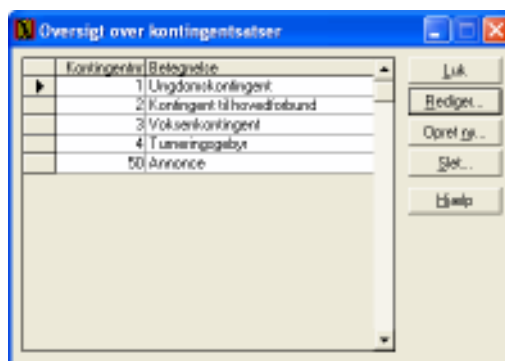 Oversigt over kontingentsatser
Kontingentnr Betegnelse
1 Ungdomskontingent
2 Kontingent til hovedforbund
3 Voksenkontingent
4 Turneringsgebyr
50 Annonce
Luk
Rediger...
Opret ny...
Slet...
Hjælp